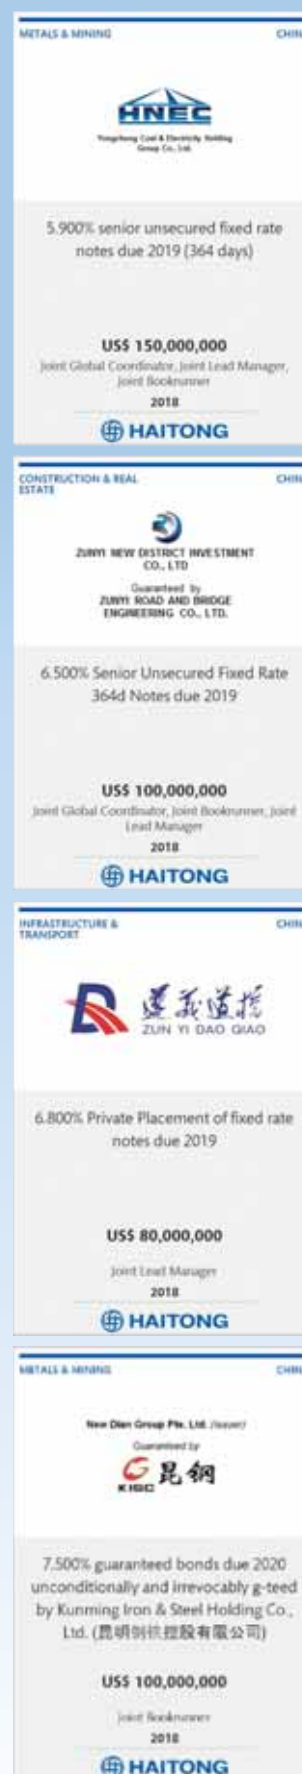 METALS & MINING
CHIN
HNEC
Yongcheng Coal & Electricity Holding
Group Co., Ltd.
5.900% senior unsecured fixed rate
notes due 2019 (364 days)
US$ 150,000,000
Joint Global Coordinator, Joint Lead Manager,
Joint Bookrunner
2018
HAITONG
CONSTRUCTION & REAL
ESTATE
CHIN
ZUNYI NEW DISTRICT INVESTMENT
CO., LTD
Guaranteed by
ZUNYI ROAD AND BRIDGE
ENGINEERING CO., LTD.
6.500% Senior Unsecured Fixed Rate
364d Notes due 2019
US$ 100,000,000
Joint Global Coordinator, Joint Bookrunner, Joint
Lead Manager
2018
HAITONG
INFRASTRUCTURE &
TRANSPORT
CHIN
遵义道桥
ZUN YI DAO QIAO
6.800% Private Placement of fixed rate
notes due 2019
US$ 80,000,000
Joint Lead Manager
2018
HAITONG
METALS & MINING
CHIN
New Dian Group Pte. Ltd. (Issuer)
Guaranteed by
KISC 昆钢
7.500% guaranteed bonds due 2020
unconditionally and irrevocably g-teed
by Kunming Iron & Steel Holding Co.,
Ltd. (昆明钢铁控股有限公司)
US$ 100,000,000
Joint Bookrunner
2018
HAITONG